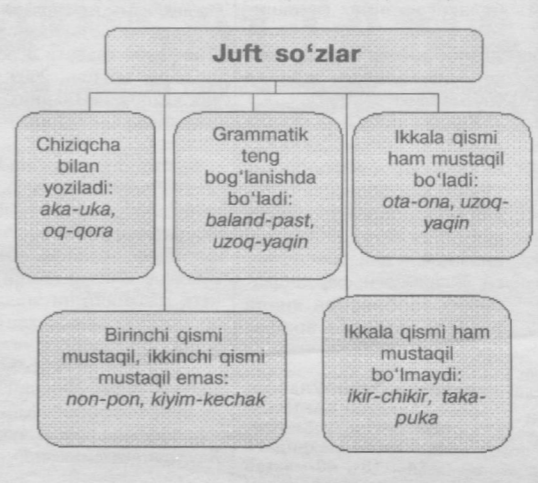 Juft so‘zlar
Chiziqcha
bilan
yoziladi:
aka-uka,
oq-qora
Grammatik
teng
bog‘lanishda
bo‘ladi:
baland-past,
uzoq-yaqin
Ikkala qismi
ham mustaqil
bo‘ladi:
ota-ona, uzoq-
yaqin
Birinchi qismi
mustaqil, ikkinchi qismi
mustaqil emas:
non-pon, kiyim-kechak
Ikkala qismi ham
mustaqil
bo‘lmaydi:
ikir-chikir, taka-
puka